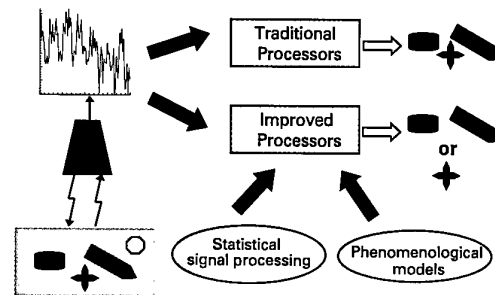 Traditional
Processors
Improved
Processors
or
Statistical
signal processing
Phenomenological
models